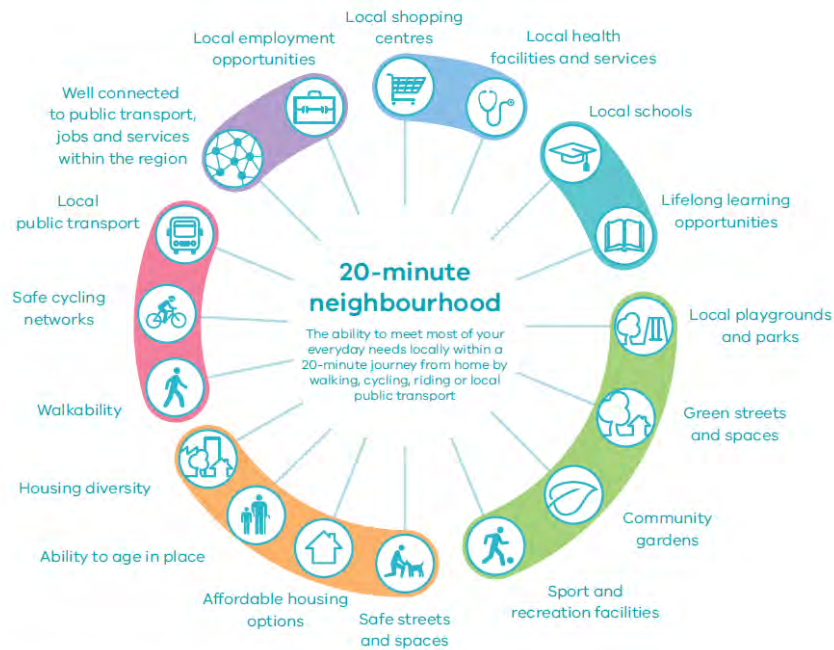 Local shopping
centres
Local health
facilities and services
Local schools
Lifelong learning
opportunities
Local playgrounds
and parks
Green streets
and spaces
Community
gardens
Sport and
recreation facilities
Safe streets
and spaces
Affordable housing
options
Ability to age in place
Housing diversity
Walkability
Safe cycling
networks
Local
public transport
Well connected
to public transport,
jobs and services
within the region
Local employment
opportunities
20-minute
neighbourhood
The ability to meet most of your
everyday needs locally within a
20-minute journey from home by
walking, cycling, riding or local
public transport